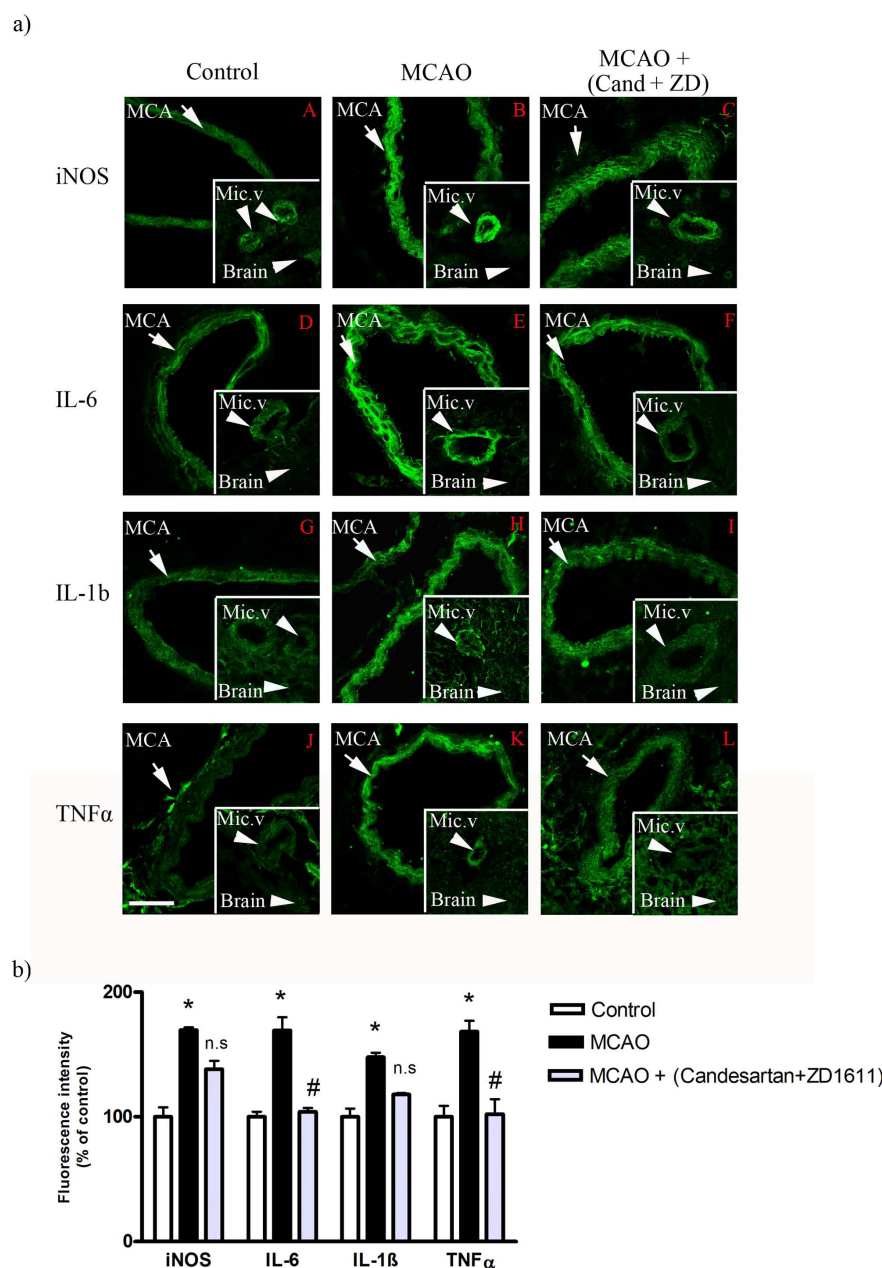 a)
Control
MCAO
MCAO +
(Cand + ZD)
iNOS
MCA
A
Mic.v
Brain
MCA
B
Mic.v
Brain
MCA
C
Mic.v
Brain
IL-6
MCA
D
Mic.v
Brain
MCA
E
Mic.v
Brain
MCA
F
Mic.v
Brain
IL-1b
MCA
G
Mic.v
Brain
MCA
H
Mic.v
Brain
MCA
I
Mic.v
Brain
TNFα
MCA
J
Mic.v
Brain
MCA
K
Mic.v
Brain
MCA
L
Mic.v
Brain
b)
Fluorescence intensity
(% of control)
200
100
0
*
n.s
*
#
*
n.s
*
#
iNOS
IL-6
IL-1ß
TNFα
Control
MCAO
MCAO + (Candesartan+ZD1611)